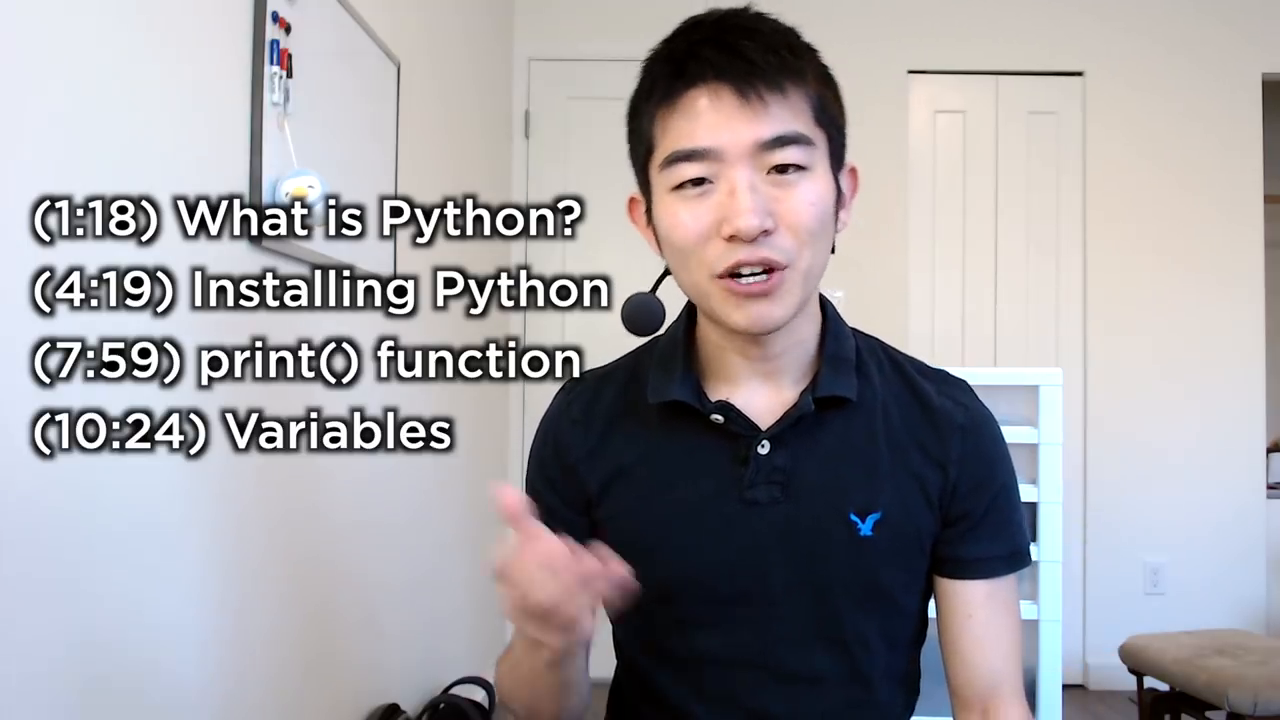 (1:18) What is Python?
(4:19) Installing Python
(7:59) print() function
(10:24) Variables